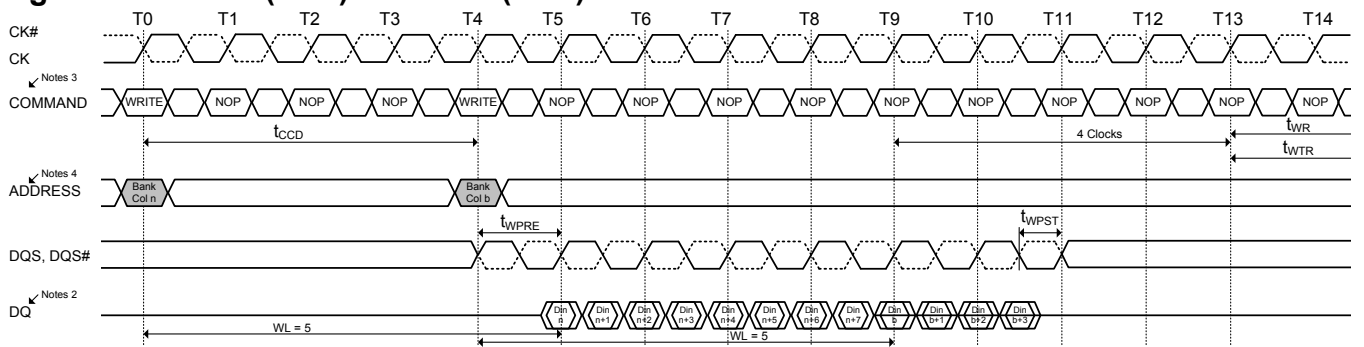 T0 T1 T2 T3 T4 T5 T6 T7 T8 T9 T10 T11 T12 T13 T14
CK#
CK
Notes 3
COMMAND WRITE NOP NOP NOP WRITE NOP NOP NOP NOP NOP NOP NOP NOP NOP NOP
tCCD 4 Clocks tWR
tWTR
Notes 4
ADDRESS
Bank Bank
Col n Col b
tWPRE tWPST
DQS, DQS#
Notes 2
DQ
Din Din Din Din Din Din Din Din Din Din Din Din
n n+1 n+2 n+3 n+4 n+5 n+6 n+7 b b+1 b+2 b+3
WL = 5 WL = 5